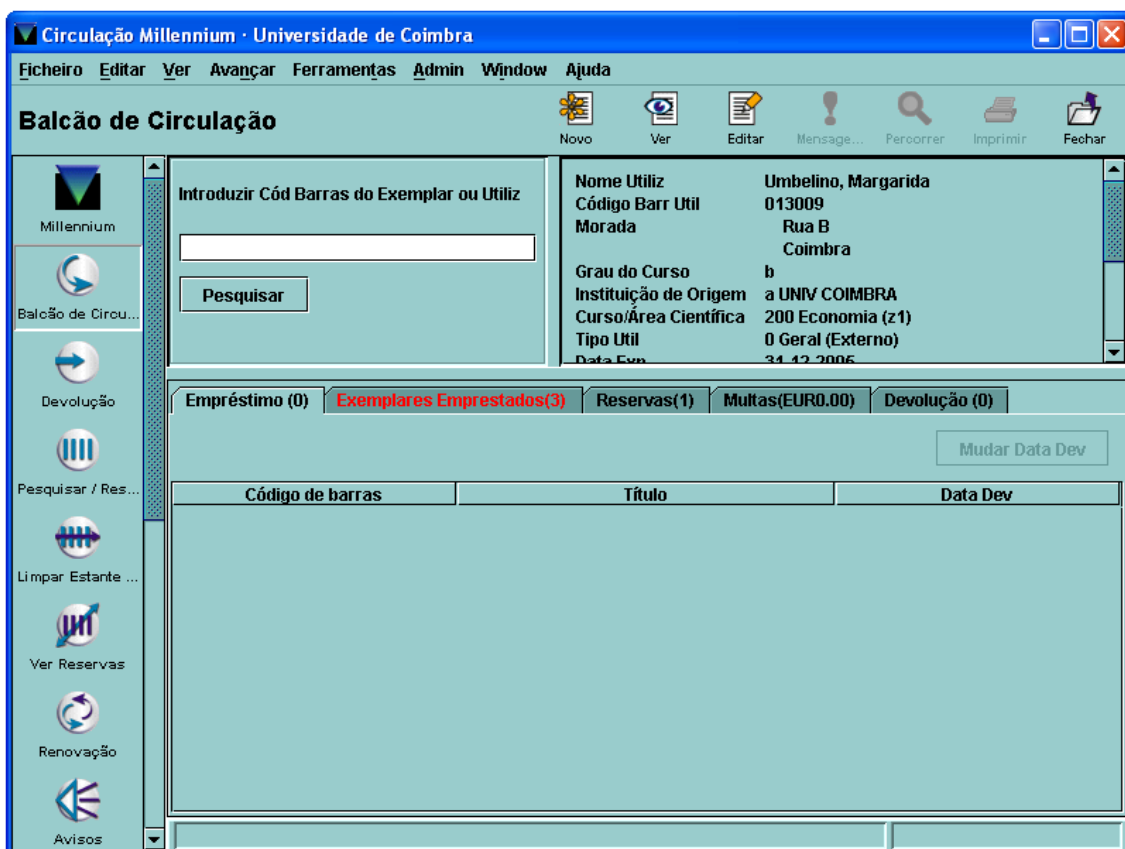 Circulação Millennium · Universidade de Coimbra
Ficheiro Editar Ver Avançar Ferramentas Admin Window Ajuda
Balcão de Circulação
Novo Ver Editar Mensage... Percorrer Imprimir Fechar
Millennium
Balcão de Circu...
Devolução
Pesquisar / Res...
Limpar Estante ...
Ver Reservas
Renovação
Avisos
Introduzir Cód Barras do Exemplar ou Utiliz
Pesquisar
Nome Utiliz Umbelino, Margarida
Código Barr Util 013009
Morada Rua B
Coimbra
Grau do Curso b
Instituição de Origem a UNIV COIMBRA
Curso/Área Científica 200 Economia (z1)
Tipo Util 0 Geral (Externo)
Data Exp 31-12-2006
Empréstimo (0) Exemplares Emprestados(3) Reservas(1) Multas(EUR0.00) Devolução (0)
Mudar Data Dev
Código de barras Título Data Dev